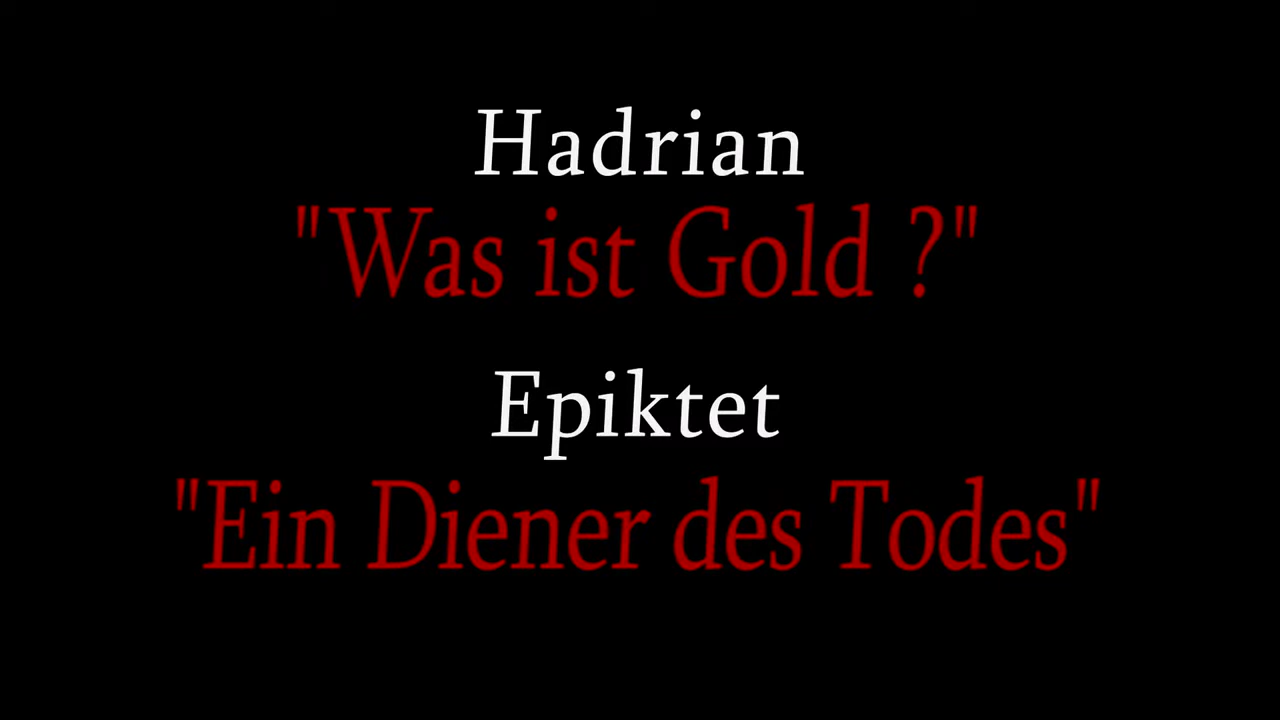 Hadrian
"Was ist Gold ?"
Epiktet
"Ein Diener des Todes"